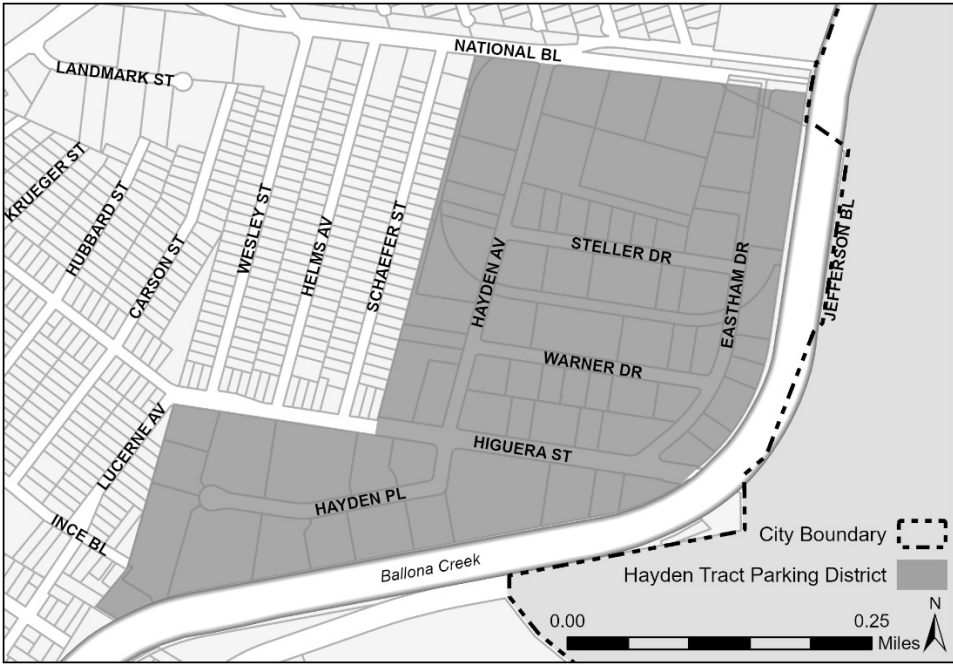 NATIONAL BL
LANDMARK ST
KRUEGER ST
HUBBARD ST
CARSON ST
WESLEY ST
HELMS AV
SCHAEFER ST
HAYDEN AV
STELLER DR
EASTHAM DR
JEFFERSON BL
WARNER DR
LUCERNE AV
HIGUERA ST
HAYDEN PL
INCE BL
Ballona Creek
City Boundary
Hayden Tract Parking District
N
0.00
0.25
Miles